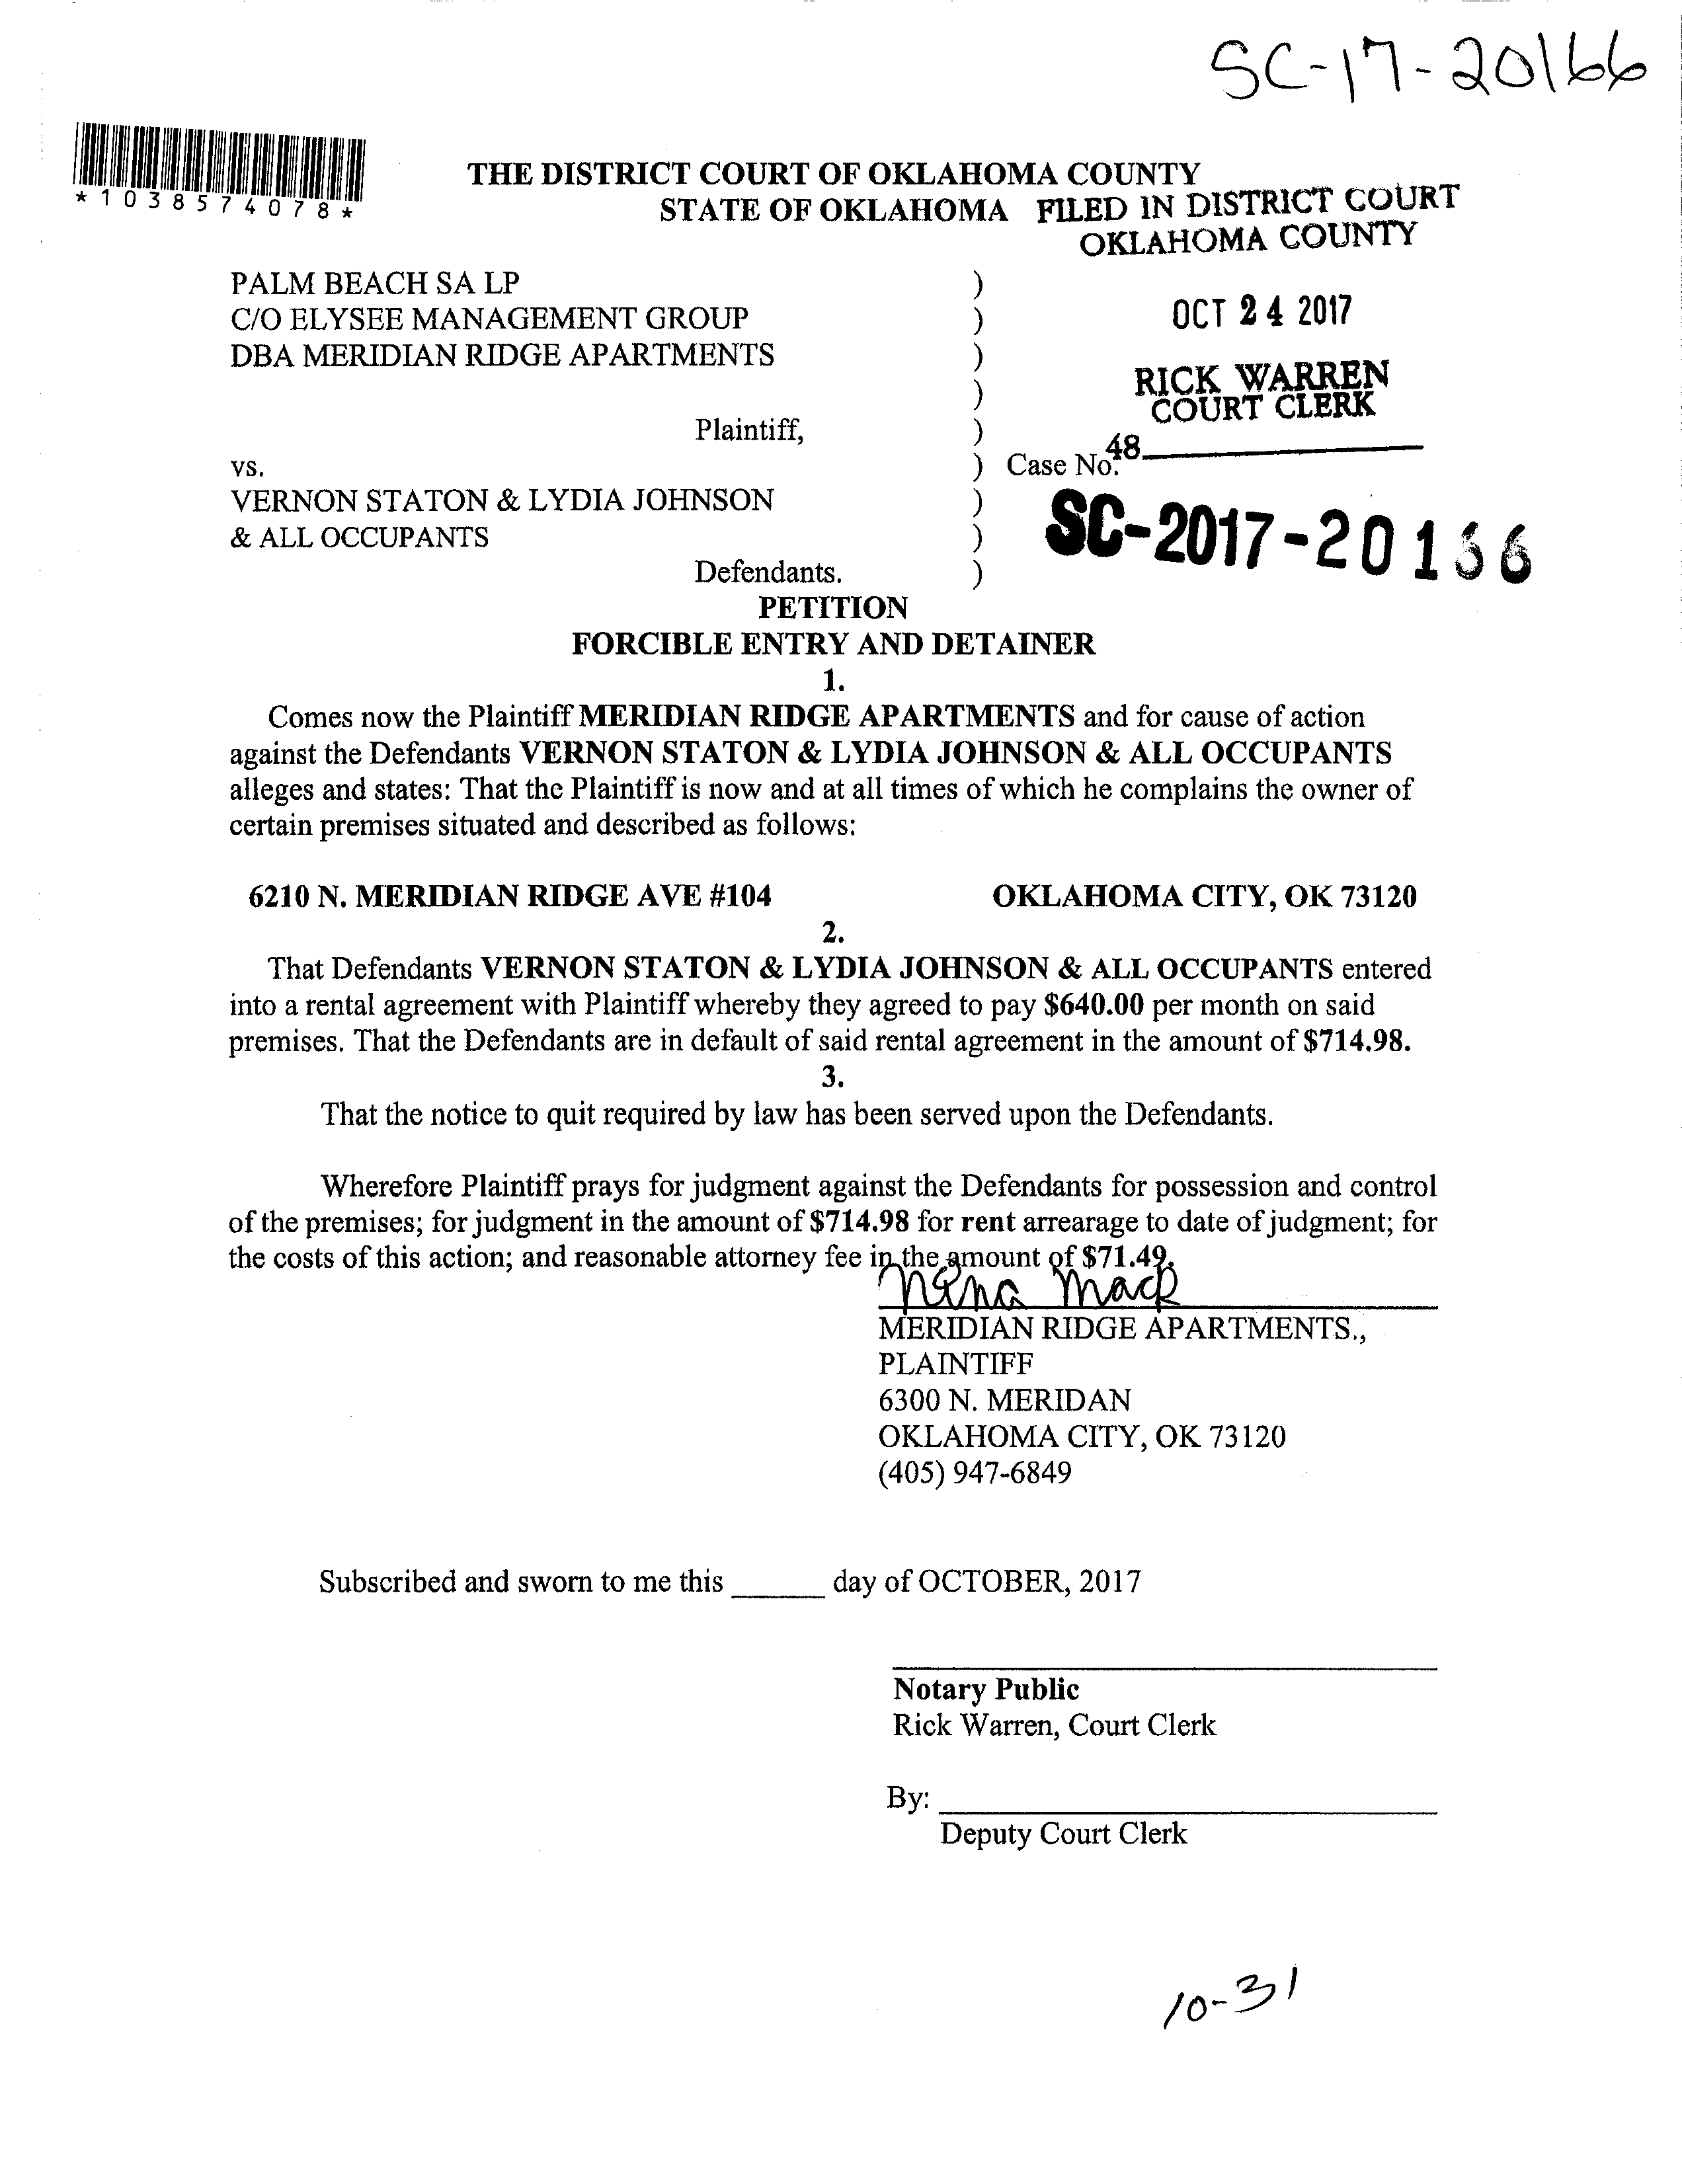 SC-17-20166
*1038574078*
THE DISTRICT COURT OF OKLAHOMA COUNTY
STATE OF OKLAHOMA
FILED IN DISTRICT COURT
OKLAHOMA COUNTY
PALM BEACH SA LP )
C/O ELYSEE MANAGEMENT GROUP )
DBA MERIDIAN RIDGE APARTMENTS )
)
OCT 24 2017
RICK WARREN
COURT CLERK
Plaintiff, )
48
vs. ) Case No.
VERNON STATON & LYDIA JOHNSON )
& ALL OCCUPANTS )
SC-2017-20166
Defendants. )
PETITION
FORCIBLE ENTRY AND DETAINER
1.
Comes now the Plaintiff MERIDIAN RIDGE APARTMENTS and for cause of action
against the Defendants VERNON STATON & LYDIA JOHNSON & ALL OCCUPANTS
alleges and states: That the Plaintiff is now and at all times of which he complains the owner of
certain premises situated and described as follows:
6210 N. MERIDIAN RIDGE AVE #104 OKLAHOMA CITY, OK 73120
2.
That Defendants VERNON STATON & LYDIA JOHNSON & ALL OCCUPANTS entered
into a rental agreement with Plaintiff whereby they agreed to pay $640.00 per month on said
premises. That the Defendants are in default of said rental agreement in the amount of $714.98.
3.
That the notice to quit required by law has been served upon the Defendants.
Wherefore Plaintiff prays for judgment against the Defendants for possession and control
of the premises; for judgment in the amount of $714.98 for rent arrearage to date of judgment; for
the costs of this action; and reasonable attorney fee in the amount of $71.49.
Nina Mack
MERIDIAN RIDGE APARTMENTS.,
PLAINTIFF
6300 N. MERIDAN
OKLAHOMA CITY, OK 73120
(405) 947-6849
Subscribed and sworn to me this ______ day of OCTOBER, 2017
Notary Public
Rick Warren, Court Clerk
By: ______
Deputy Court Clerk
10-31